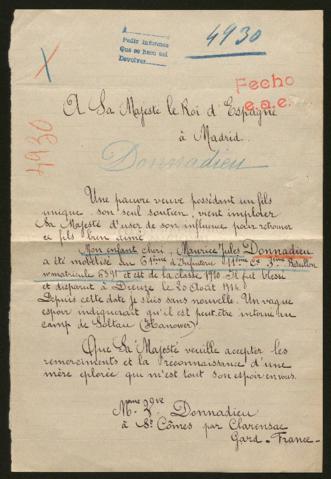 A
Pedir informes
Que se hace así
Devolver
4930
Fecho
e.a.e.
4930
A Sa Majesté le Roi d'Espagne
à Madrid.
Donnadieu
Une pauvre veuve possédant un fils
unique son seul soutien, vient implorer
Sa Majesté d'user de son influence pour retrouver
ce fils bien aimé.
Mon enfant chéri, Maurice Jules Donnadieu
a été mobilisé au 61ème d'Infanterie 11ème Cie 3ème Bataillon
nº matricule 6391 et est de la classe 1910. Il fut blessé
et disparut à Dieuze le 20 Août 1914.
Depuis cette date je suis sans nouvelle. Un vague
espoir indiquerait qu'il est peut être interné au
camp de Soltau (Hanover)
Que Sa Majesté veuille accepter les
remerciments et la reconnaissance d'une
mère éplorée qui met tout son espoir en vous.
Mme Vve Donnadieu
à St Cômes par Clarensac
Gard - France -